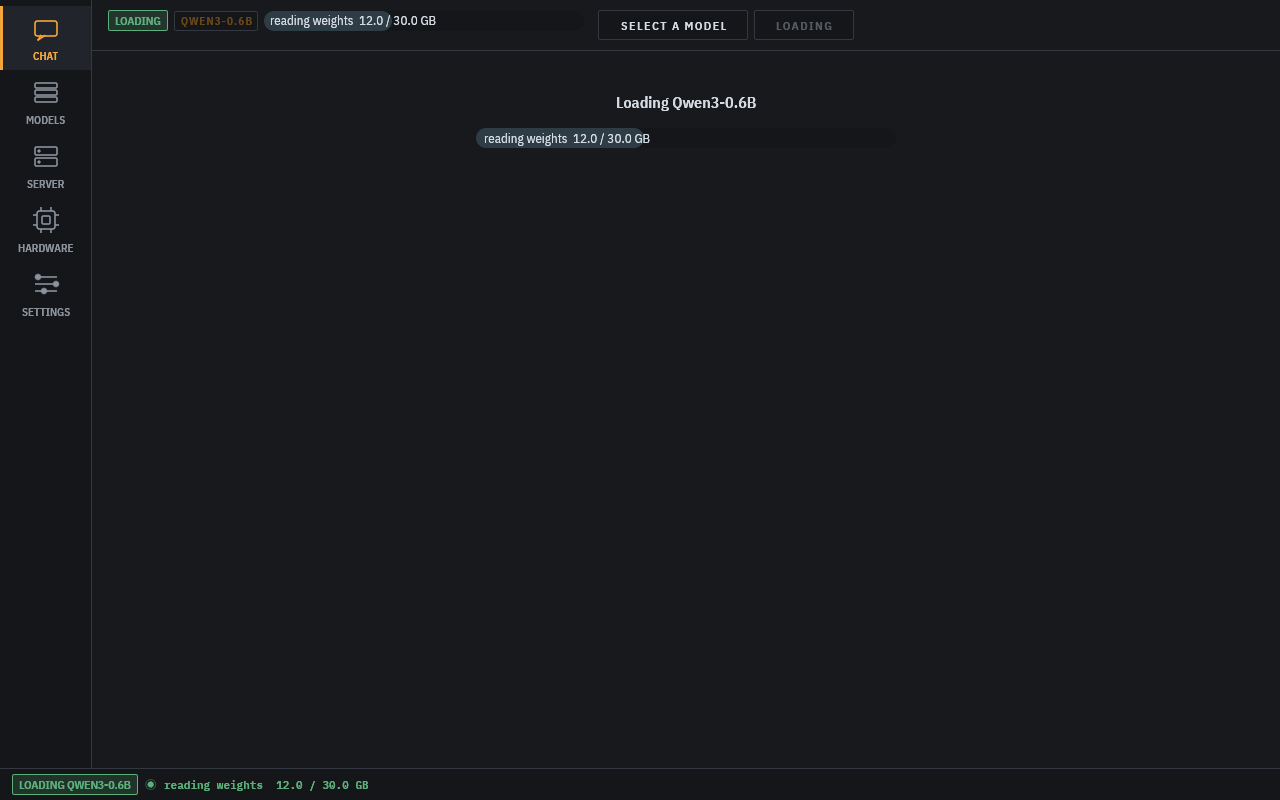 LOADING QWEN3-0.6B reading weights 12.0 / 30.0 GB SELECT A MODEL LOADING
CHAT
MODELS
SERVER
HARDWARE
SETTINGS
Loading Qwen3-0.6B
reading weights 12.0 / 30.0 GB
LOADING QWEN3-0.6B reading weights 12.0 / 30.0 GB